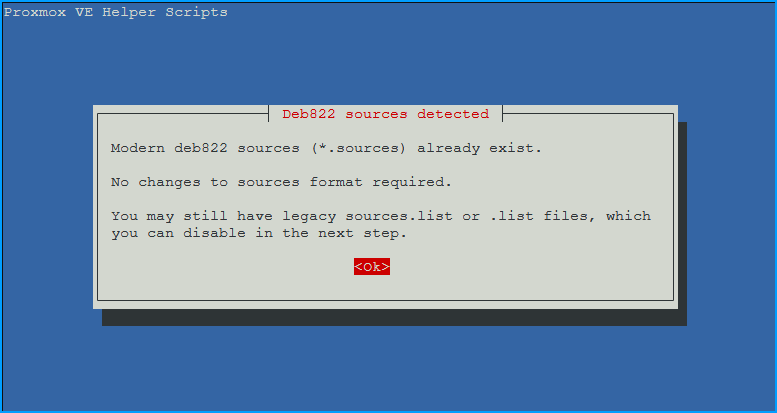 Proxmox VE Helper Scripts
Deb822 sources detected
Modern deb822 sources (*.sources) already exist.
No changes to sources format required.
You may still have legacy sources.list or .list files, which
you can disable in the next step.
<Ok>